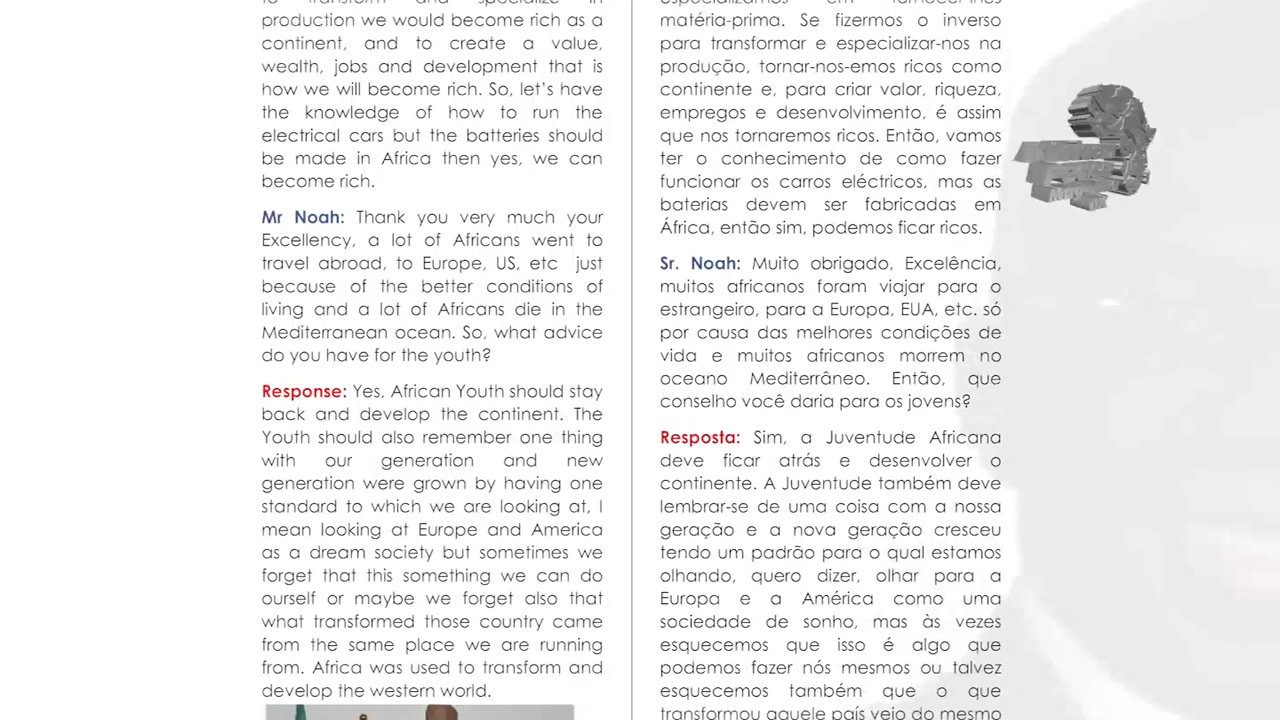 to transform and specialize in
production we would become rich as a
continent, and to create a value,
wealth, jobs and development that is
how we will become rich. So, let’s have
the knowledge of how to run the
electrical cars but the batteries should
be made in Africa then yes, we can
become rich.
Mr Noah: Thank you very much your
Excellency, a lot of Africans went to
travel abroad, to Europe, US, etc just
because of the better conditions of
living and a lot of Africans die in the
Mediterranean ocean. So, what advice
do you have for the youth?
Response: Yes, African Youth should stay
back and develop the continent. The
Youth should also remember one thing
with our generation and new
generation were grown by having one
standard to which we are looking at, I
mean looking at Europe and America
as a dream society but sometimes we
forget that this something we can do
ourself or maybe we forget also that
what transformed those country came
from the same place we are running
from. Africa was used to transform and
develop the western world.
especializamos em fornecer-lhes
matéria-prima. Se fizermos o inverso
para transformar e especializar-nos na
produção, tornar-nos-emos ricos como
continente e, para criar valor, riqueza,
empregos e desenvolvimento, é assim
que nos tornaremos ricos. Então, vamos
ter o conhecimento de como fazer
funcionar os carros eléctricos, mas as
baterias devem ser fabricadas em
África, então sim, podemos ficar ricos.
Sr. Noah: Muito obrigado, Excelência,
muitos africanos foram viajar para o
estrangeiro, para a Europa, EUA, etc. só
por causa das melhores condições de
vida e muitos africanos morrem no
oceano Mediterrâneo. Então, que
conselho você daria para os jovens?
Resposta: Sim, a Juventude Africana
deve ficar atrás e desenvolver o
continente. A Juventude também deve
lembrar-se de uma coisa com a nossa
geração e a nova geração cresceu
tendo um padrão para o qual estamos
olhando, quero dizer, olhar para a
Europa e a América como uma
sociedade de sonho, mas às vezes
esquecemos que isso é algo que
podemos fazer nós mesmos ou talvez
esquecemos também que o que
transformou aquele país veio do mesmo